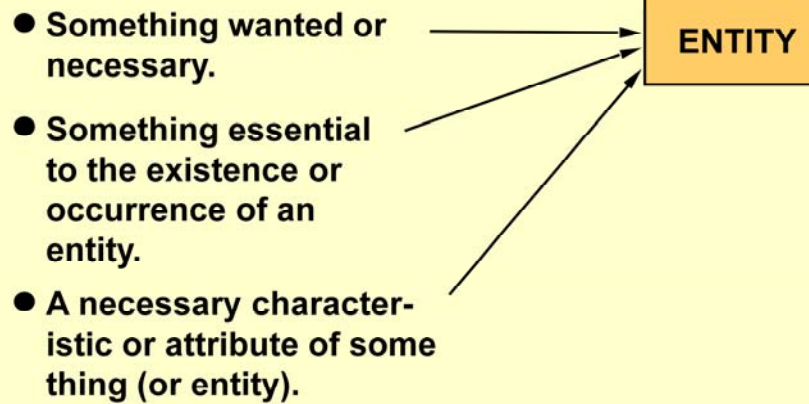 ● Something wanted or
necessary.
ENTITY
● Something essential
to the existence or
occurrence of an
entity.
● A necessary character-
istic or attribute of some
thing (or entity).